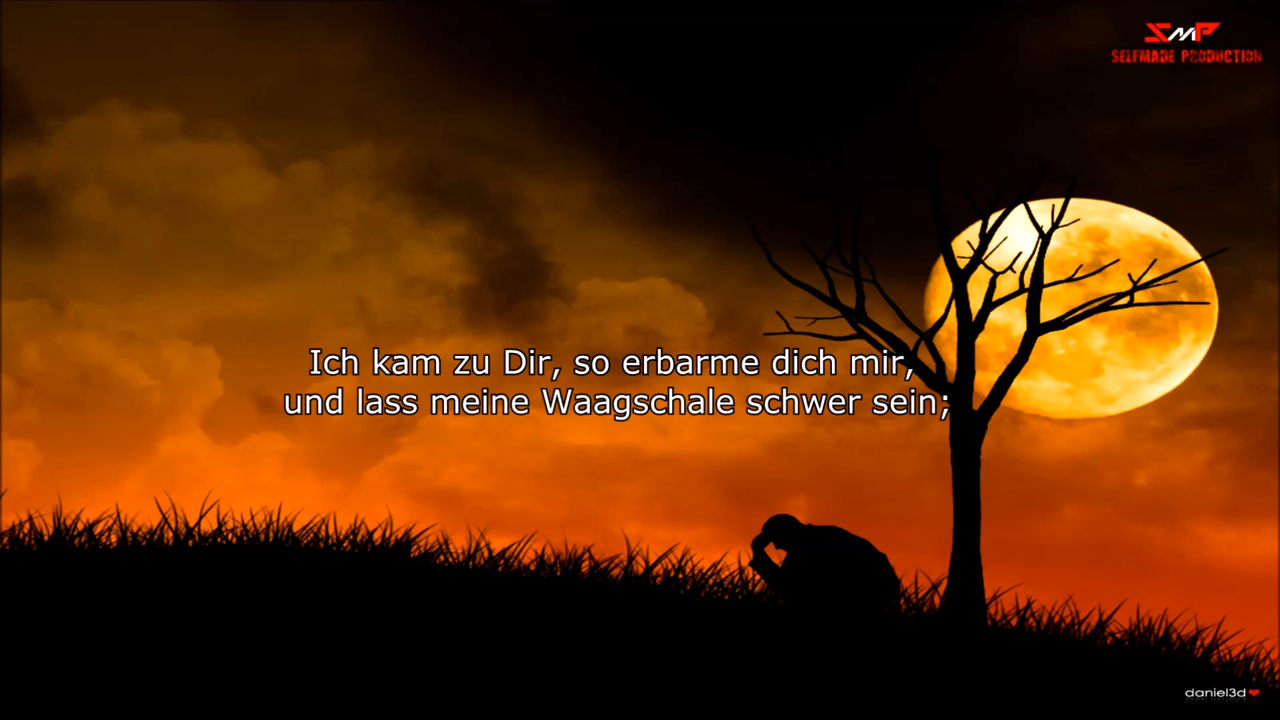 SMP
SELFMADE PRODUCTION
Ich kam zu Dir, so erbarme dich mir,
und lass meine Waagschale schwer sein;
daniel3d